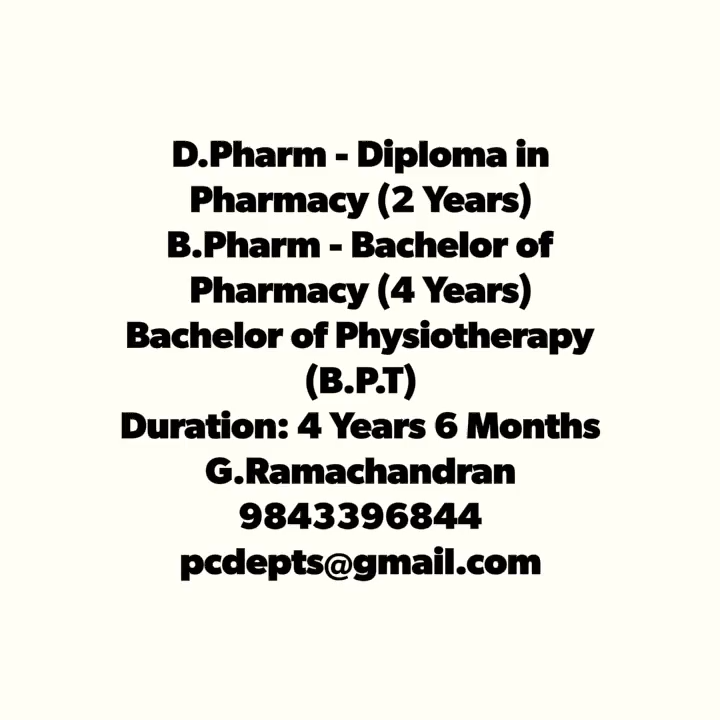 D.Pharm - Diploma in
Pharmacy (2 Years)
B.Pharm - Bachelor of
Pharmacy (4 Years)
Bachelor of Physiotherapy
(B.P.T)
Duration: 4 Years 6 Months
G.Ramachandran
9843396844
pcdepts@gmail.com